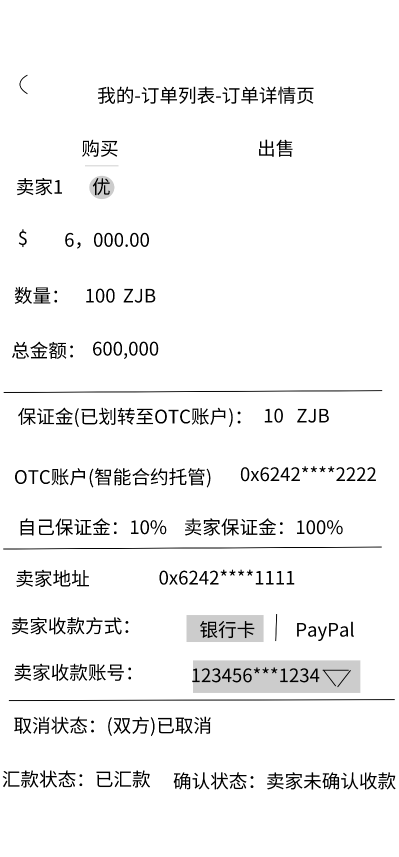 我的-订单列表-订单详情页
购买 出售
卖家1 优
$ 6，000.00
数量： 100 ZJB
总金额： 600,000
保证金(已划转至OTC账户)： 10 ZJB
OTC账户(智能合约托管) 0x6242****2222
自己保证金：10% 卖家保证金：100%
卖家地址 0x6242****1111
卖家收款方式： 银行卡 | PayPal
卖家收款账号： 123456***1234
取消状态：(双方)已取消
汇款状态：已汇款 确认状态：卖家未确认收款